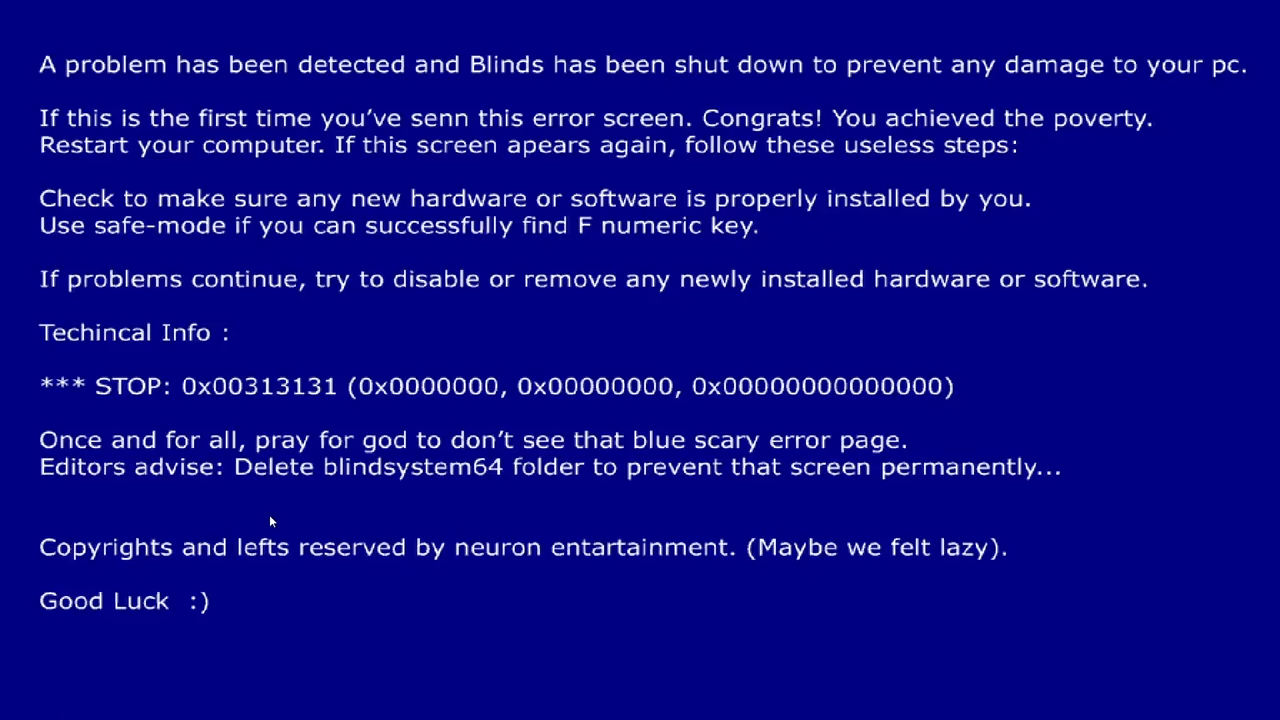 A problem has been detected and Blinds has been shut down to prevent any damage to your pc.
If this is the first time you’ve senn this error screen. Congrats! You achieved the poverty.
Restart your computer. If this screen apears again, follow these useless steps:
Check to make sure any new hardware or software is properly installed by you.
Use safe-mode if you can successfully find F numeric key.
If problems continue, try to disable or remove any newly installed hardware or software.
Techincal Info :
*** STOP: 0x00313131 (0x0000000, 0x00000000, 0x00000000000000)
Once and for all, pray for god to don’t see that blue scary error page.
Editors advise: Delete blindsystem64 folder to prevent that screen permanently...
Copyrights and lefts reserved by neuron entartainment. (Maybe we felt lazy).
Good Luck  :)